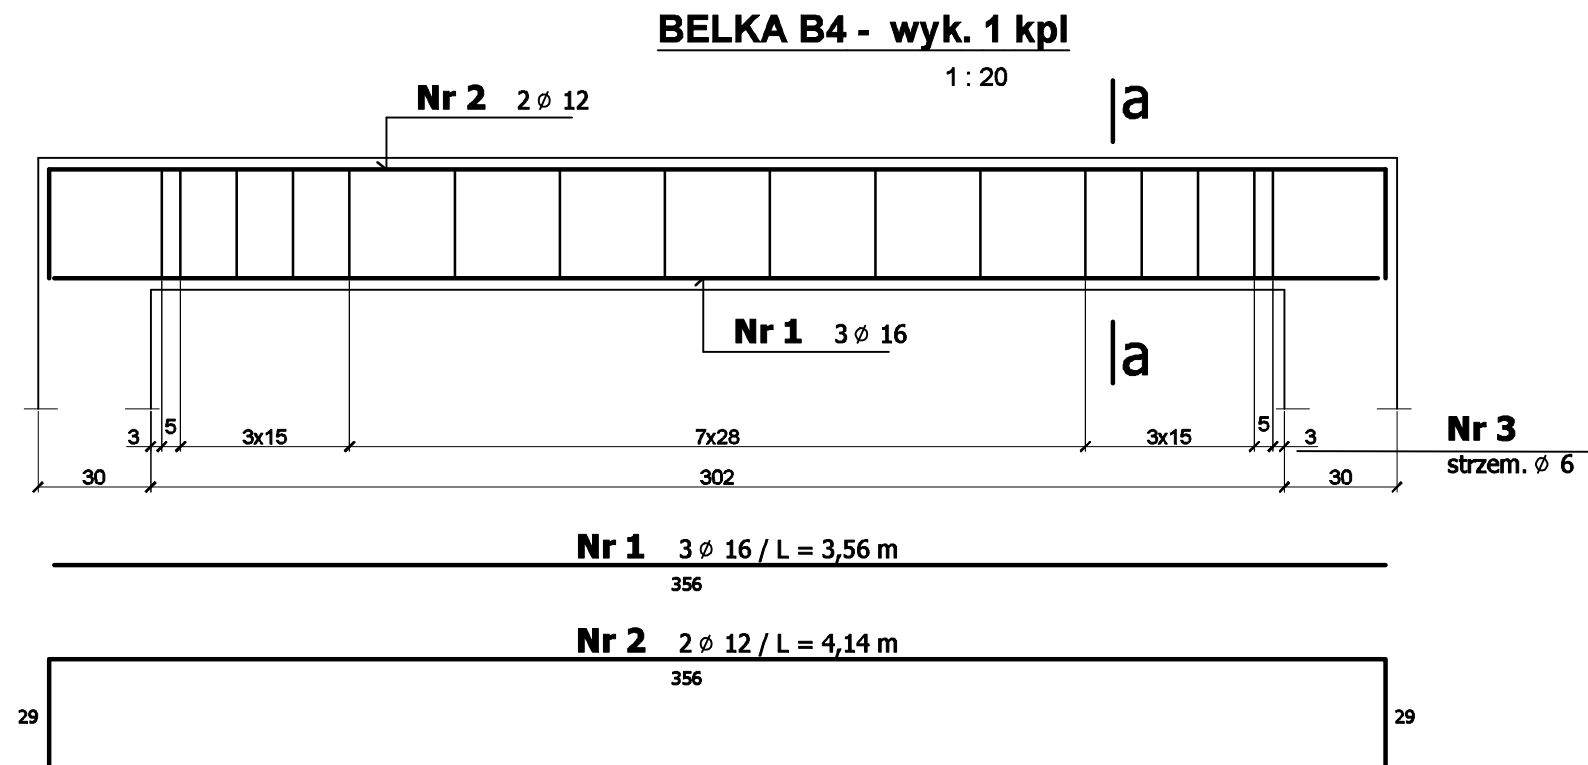 BELKA B4 - wyk. 1 kpl
1 : 20
a
Nr 2 2 ⌀ 12
Nr 1 3 ⌀ 16
a
3 5 3x15 7x28 3x15 5 3
Nr 3
strzem. ⌀ 6
30 302 30
Nr 1 3 ⌀ 16 / L = 3,56 m
356
Nr 2 2 ⌀ 12 / L = 4,14 m
356
29 29